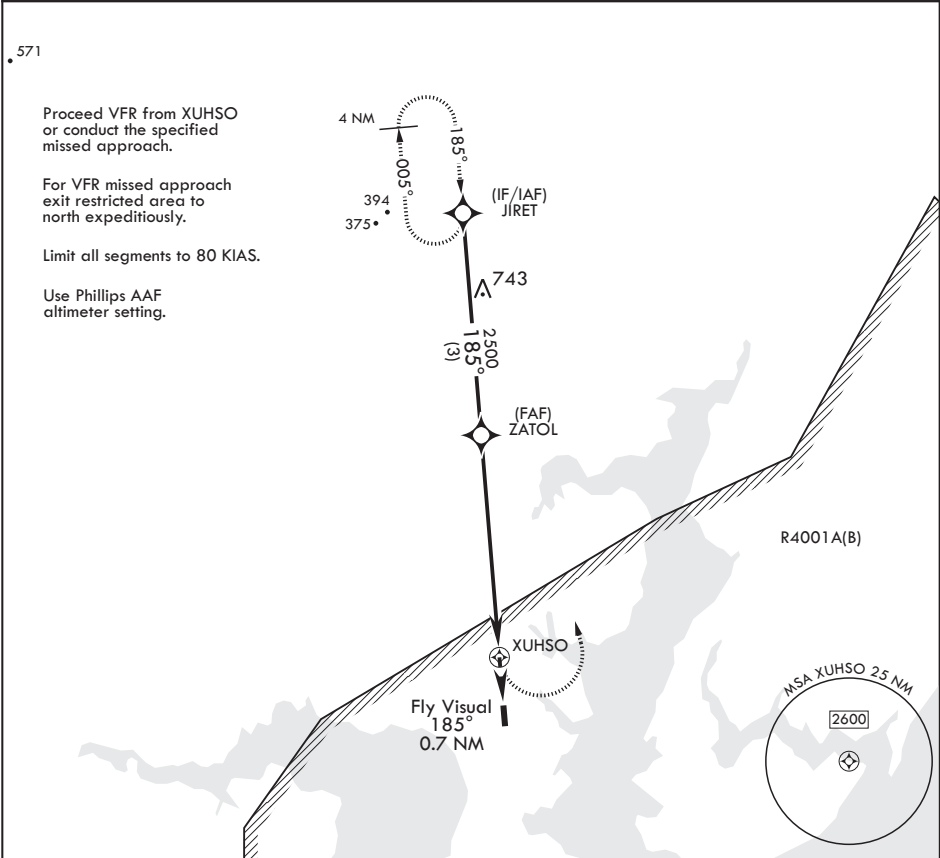 571
Proceed VFR from XUHSO
or conduct the specified
missed approach.
For VFR missed approach
exit restricted area to
north expeditiously.
Limit all segments to 80 KIAS.
Use Phillips AAF
altimeter setting.
4 NM
185°
005°
394
375
(IF/IAF)
JIRET
743
2500
185°
(3)
(FAF)
ZATOL
R4001A(B)
XUHSO
Fly Visual
185°
0.7 NM
MSA XUHSO 25 NM
2600